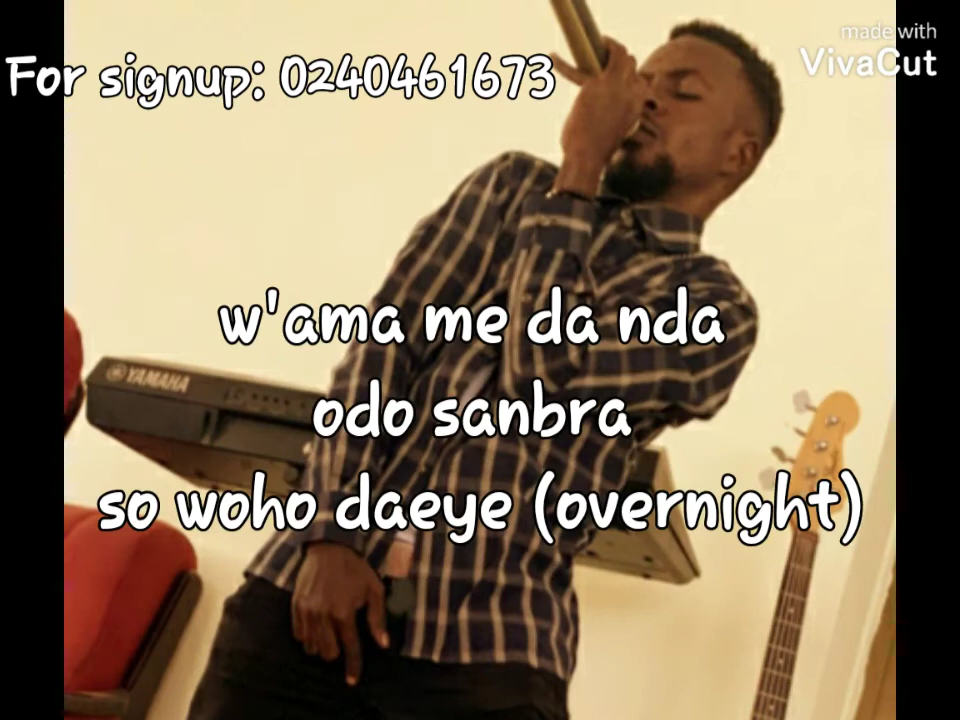 made with
VivaCut
For signup: 0240461673
w'ama me da nda
odo sanbra
so woho daeye (overnight)
YAMAHA